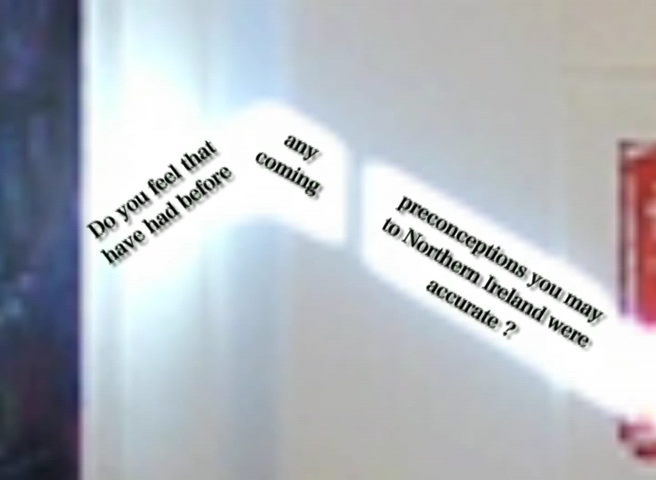 Do you feel that any preconceptions you may
have had before coming to Northern Ireland were
accurate ?